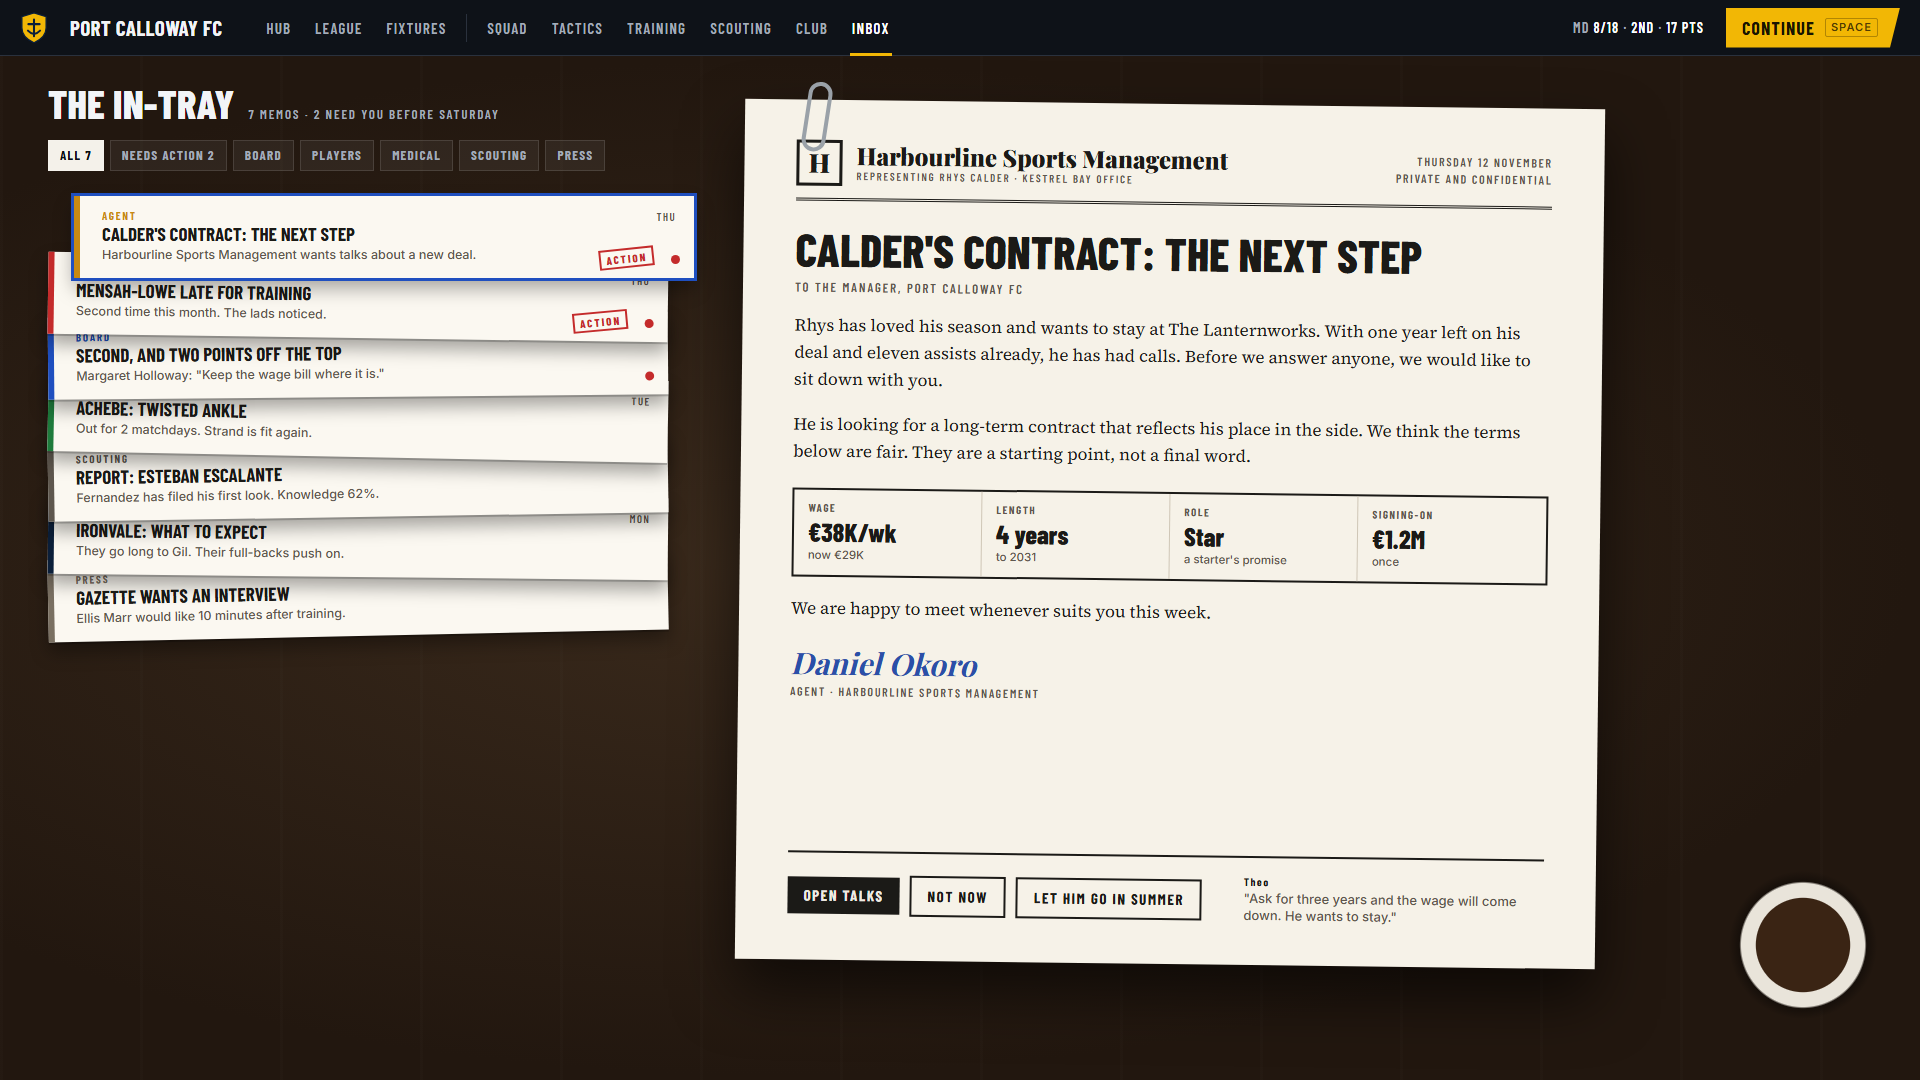 PORT CALLOWAY FC
HUB
LEAGUE
FIXTURES
SQUAD
TACTICS
TRAINING
SCOUTING
CLUB
INBOX
MD 8/18 · 2ND · 17 PTS
CONTINUE SPACE
THE IN-TRAY
7 MEMOS · 2 NEED YOU BEFORE SATURDAY
ALL 7
NEEDS ACTION 2
BOARD
PLAYERS
MEDICAL
SCOUTING
PRESS
AGENT
THU
CALDER'S CONTRACT: THE NEXT STEP
Harbourline Sports Management wants talks about a new deal.
ACTION
THU
MENSAH-LOWE LATE FOR TRAINING
Second time this month. The lads noticed.
ACTION
BOARD
SECOND, AND TWO POINTS OFF THE TOP
Margaret Holloway: "Keep the wage bill where it is."
TUE
ACHEBE: TWISTED ANKLE
Out for 2 matchdays. Strand is fit again.
SCOUTING
REPORT: ESTEBAN ESCALANTE
Fernandez has filed his first look. Knowledge 62%.
MON
IRONVALE: WHAT TO EXPECT
They go long to Gil. Their full-backs push on.
PRESS
GAZETTE WANTS AN INTERVIEW
Ellis Marr would like 10 minutes after training.
H
Harbourline Sports Management
REPRESENTING RHYS CALDER · KESTREL BAY OFFICE
THURSDAY 12 NOVEMBER
PRIVATE AND CONFIDENTIAL
CALDER'S CONTRACT: THE NEXT STEP
TO THE MANAGER, PORT CALLOWAY FC
Rhys has loved his season and wants to stay at The Lanternworks. With one year left on his
deal and eleven assists already, he has had calls. Before we answer anyone, we would like to
sit down with you.
He is looking for a long-term contract that reflects his place in the side. We think the terms
below are fair. They are a starting point, not a final word.
WAGE
€38K/wk
now €29K
LENGTH
4 years
to 2031
ROLE
Star
a starter's promise
SIGNING-ON
€1.2M
once
We are happy to meet whenever suits you this week.
Daniel Okoro
AGENT · HARBOURLINE SPORTS MANAGEMENT
OPEN TALKS
NOT NOW
LET HIM GO IN SUMMER
Theo
"Ask for three years and the wage will come
down. He wants to stay."